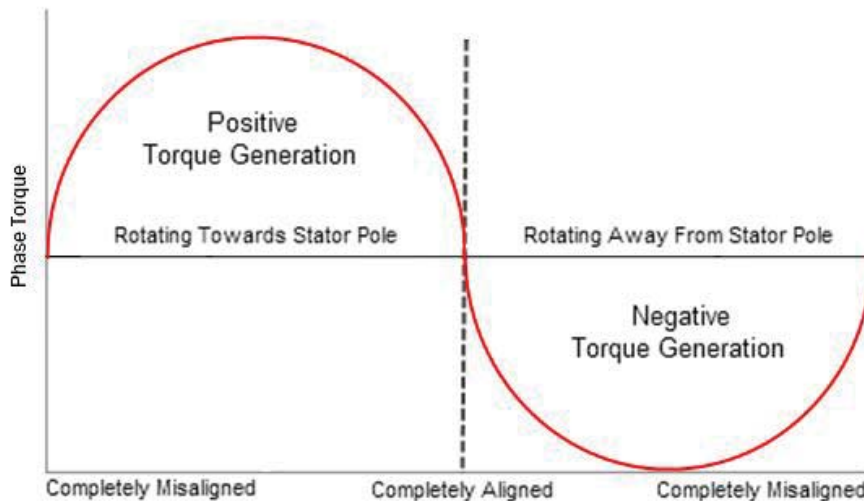 Phase Torque
Positive
Torque Generation
Rotating Towards Stator Pole
Rotating Away From Stator Pole
Negative
Torque Generation
Completely Misaligned
Completely Aligned
Completely Misaligned